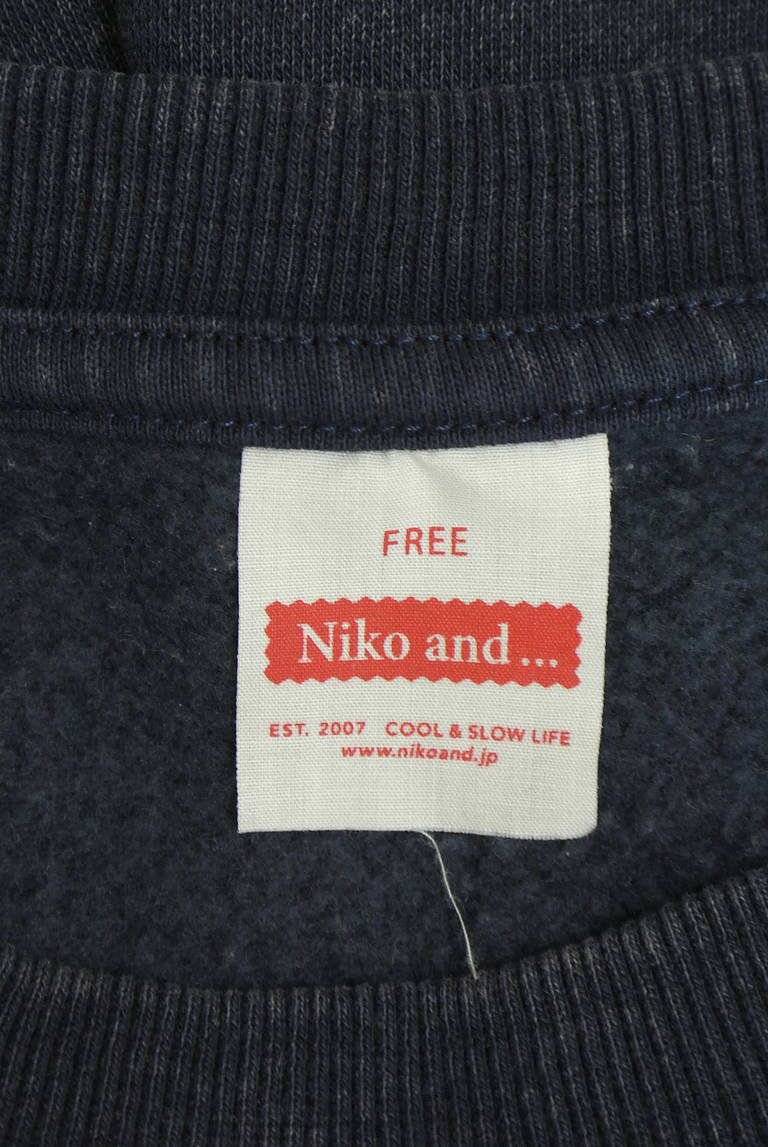 FREE
Niko and ...
EST. 2007 COOL & SLOW LIFE
www.nikoand.jp